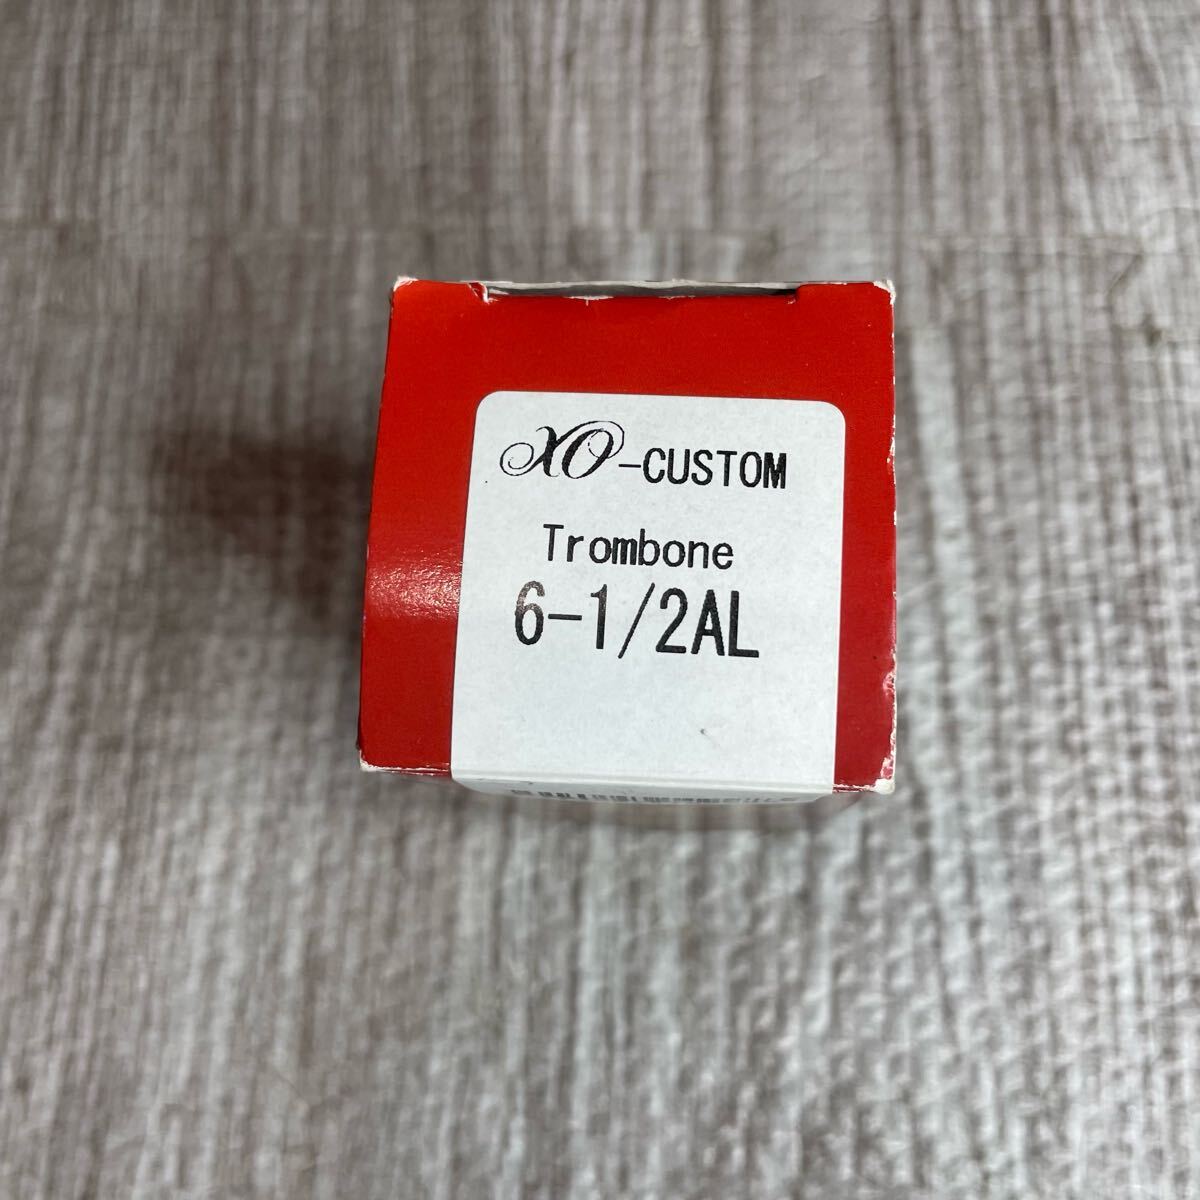 XO-CUSTOM
Trombone
6-1/2AL